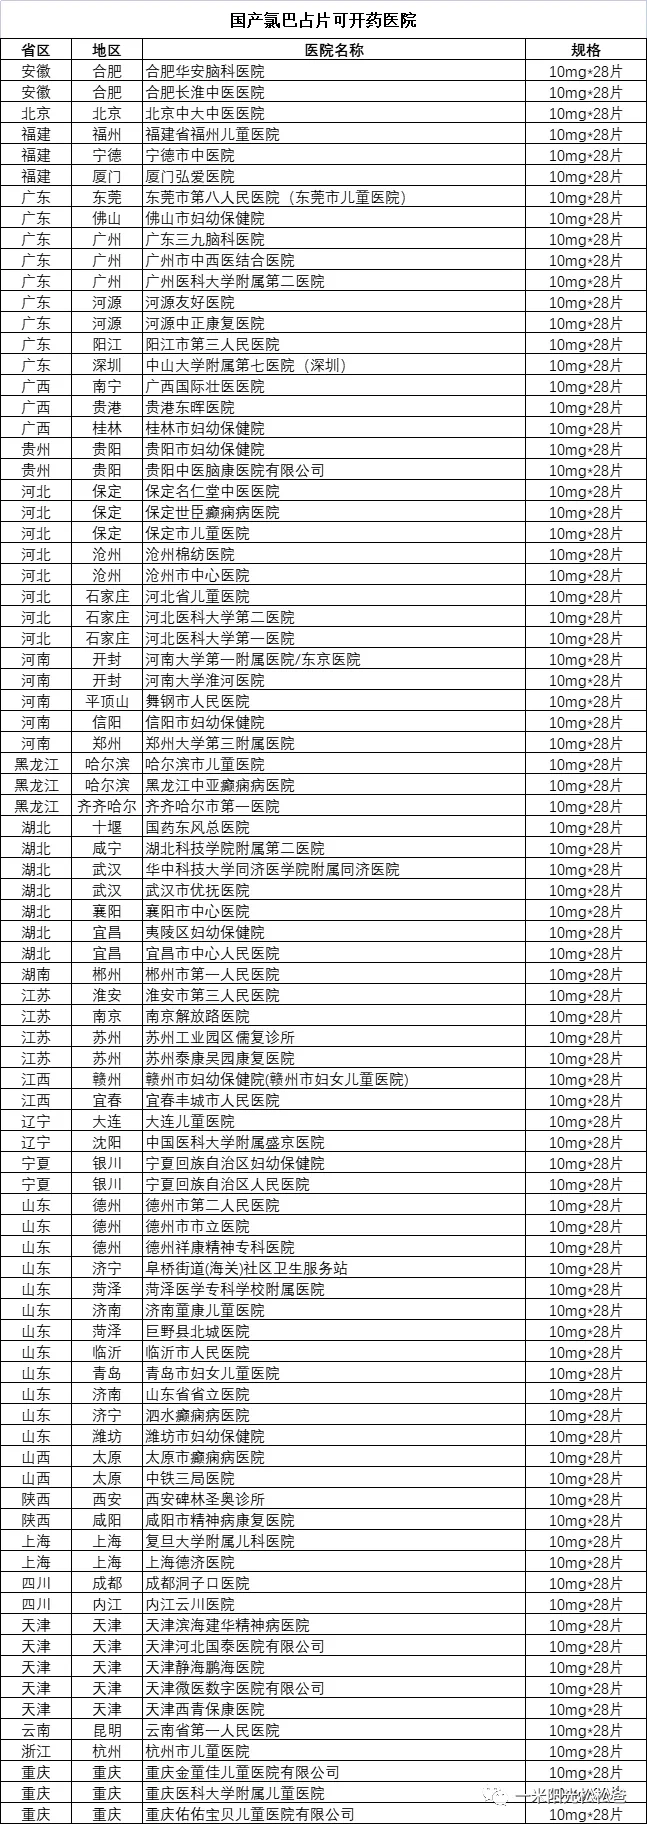 国产氯巴占片可开药医院
省区 地区 医院名称 规格
安徽 合肥 合肥华安脑科医院 10mg*28片
安徽 合肥 合肥长淮中医医院 10mg*28片
北京 北京 北京中大中医医院 10mg*28片
福建 福州 福建省福州儿童医院 10mg*28片
福建 宁德 宁德市中医院 10mg*28片
福建 厦门 厦门弘爱医院 10mg*28片
广东 东莞 东莞市第八人民医院（东莞市儿童医院） 10mg*28片
广东 佛山 佛山市妇幼保健院 10mg*28片
广东 广州 广东三九脑科医院 10mg*28片
广东 广州 广州市中西医结合医院 10mg*28片
广东 广州 广州医科大学附属第二医院 10mg*28片
广东 河源 河源友好医院 10mg*28片
广东 河源 河源中正康复医院 10mg*28片
广东 阳江 阳江市第三人民医院 10mg*28片
广东 深圳 中山大学附属第七医院（深圳） 10mg*28片
广西 南宁 广西国际壮医医院 10mg*28片
广西 贵港 贵港东晖医院 10mg*28片
广西 桂林 桂林市妇幼保健院 10mg*28片
贵州 贵阳 贵阳市妇幼保健院 10mg*28片
贵州 贵阳 贵阳中医脑康医院有限公司 10mg*28片
河北 保定 保定名仁堂中医医院 10mg*28片
河北 保定 保定世臣癫痫病医院 10mg*28片
河北 保定 保定市儿童医院 10mg*28片
河北 沧州 沧州棉纺医院 10mg*28片
河北 沧州 沧州市中心医院 10mg*28片
河北 石家庄 河北省儿童医院 10mg*28片
河北 石家庄 河北医科大学第二医院 10mg*28片
河北 石家庄 河北医科大学第一医院 10mg*28片
河南 开封 河南大学第一附属医院/东京医院 10mg*28片
河南 开封 河南大学淮河医院 10mg*28片
河南 平顶山 舞钢市人民医院 10mg*28片
河南 信阳 信阳市妇幼保健院 10mg*28片
河南 郑州 郑州大学第三附属医院 10mg*28片
黑龙江 哈尔滨 哈尔滨市儿童医院 10mg*28片
黑龙江 哈尔滨 黑龙江中亚癫痫病医院 10mg*28片
黑龙江 齐齐哈尔 齐齐哈尔市第一医院 10mg*28片
湖北 十堰 国药东风总医院 10mg*28片
湖北 咸宁 湖北科技学院附属第二医院 10mg*28片
湖北 武汉 华中科技大学同济医学院附属同济医院 10mg*28片
湖北 武汉 武汉市优抚医院 10mg*28片
湖北 襄阳 襄阳市中心医院 10mg*28片
湖北 宜昌 夷陵区妇幼保健院 10mg*28片
湖北 宜昌 宜昌市中心人民医院 10mg*28片
湖南 郴州 郴州市第一人民医院 10mg*28片
江苏 淮安 淮安市第三人民医院 10mg*28片
江苏 南京 南京解放路医院 10mg*28片
江苏 苏州 苏州工业园区儒复诊所 10mg*28片
江苏 苏州 苏州泰康吴园康复医院 10mg*28片
江西 赣州 赣州市妇幼保健院(赣州市妇女儿童医院) 10mg*28片
江西 宜春 宜春丰城市人民医院 10mg*28片
辽宁 大连 大连儿童医院 10mg*28片
辽宁 沈阳 中国医科大学附属盛京医院 10mg*28片
宁夏 银川 宁夏回族自治区妇幼保健院 10mg*28片
宁夏 银川 宁夏回族自治区人民医院 10mg*28片
山东 德州 德州市第二人民医院 10mg*28片
山东 德州 德州市市立医院 10mg*28片
山东 德州 德州祥康精神专科医院 10mg*28片
山东 济宁 阜桥街道(海关)社区卫生服务站 10mg*28片
山东 菏泽 菏泽医学专科学校附属医院 10mg*28片
山东 济南 济南童康儿童医院 10mg*28片
山东 菏泽 巨野县北城医院 10mg*28片
山东 临沂 临沂市人民医院 10mg*28片
山东 青岛 青岛市妇女儿童医院 10mg*28片
山东 济南 山东省省立医院 10mg*28片
山东 济宁 泗水癫痫病医院 10mg*28片
山东 潍坊 潍坊市妇幼保健院 10mg*28片
山西 太原 太原市癫痫病医院 10mg*28片
山西 太原 中铁三局医院 10mg*28片
陕西 西安 西安碑林圣奥诊所 10mg*28片
陕西 咸阳 咸阳市精神病康复医院 10mg*28片
上海 上海 复旦大学附属儿科医院 10mg*28片
上海 上海 上海德济医院 10mg*28片
四川 成都 成都洞子口医院 10mg*28片
四川 内江 内江云川医院 10mg*28片
天津 天津 天津滨海建华精神病医院 10mg*28片
天津 天津 天津河北国泰医院有限公司 10mg*28片
天津 天津 天津静海鹏海医院 10mg*28片
天津 天津 天津微医数字医院有限公司 10mg*28片
天津 天津 天津西青保康医院 10mg*28片
云南 昆明 云南省第一人民医院 10mg*28片
浙江 杭州 杭州市儿童医院 10mg*28片
重庆 重庆 重庆金童佳儿童医院有限公司 10mg*28片
重庆 重庆 重庆医科大学附属儿童医院 10mg*28片
重庆 重庆 重庆佑佑宝贝儿童医院有限公司 10mg*28片
一米阳光松松爸